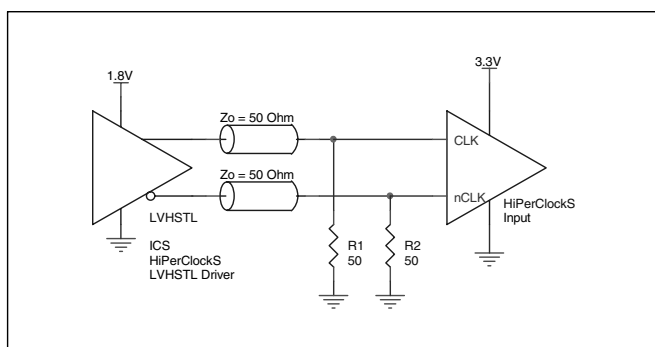 1.8V
3.3V
Zo = 50 Ohm
CLK
Zo = 50 Ohm
nCLK
HiPerClockS
Input
LVHSTL
ICS
HiPerClockS
LVHSTL Driver
R1
50
R2
50